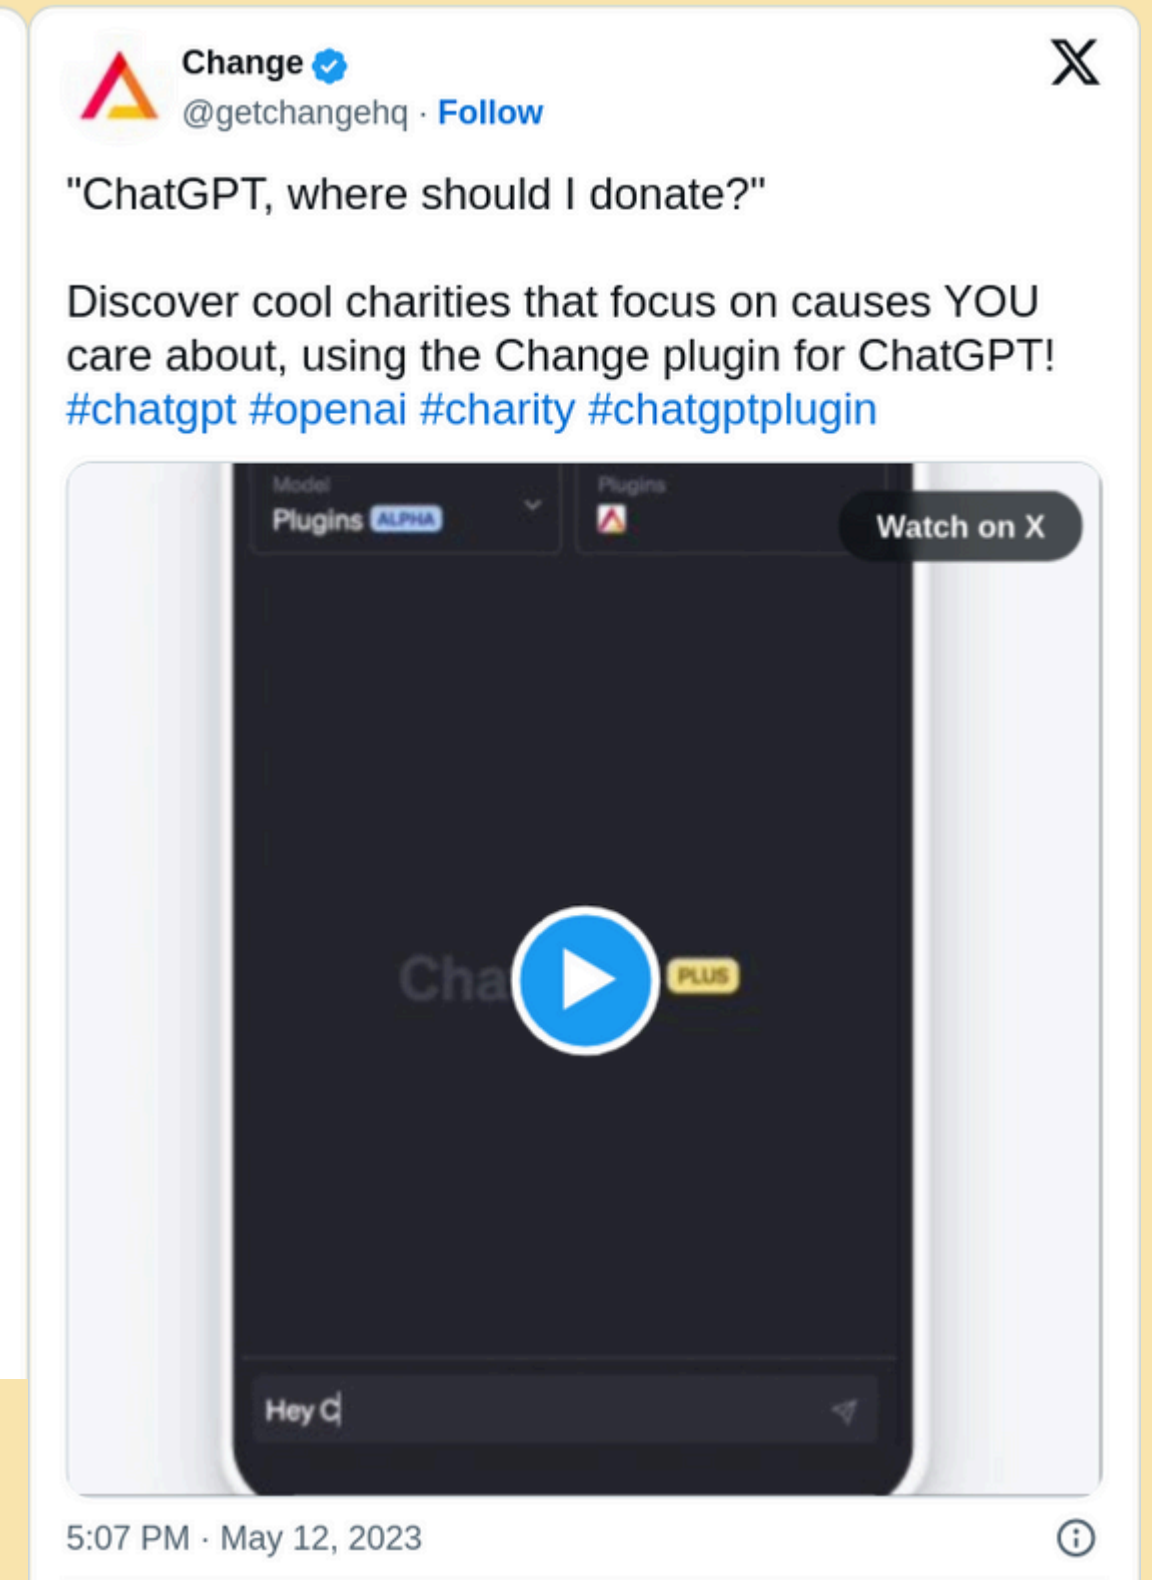 Change
@getchangehq · Follow
"ChatGPT, where should I donate?"
Discover cool charities that focus on causes YOU
care about, using the Change plugin for ChatGPT!
#chatgpt #openai #charity #chatgptplugin
Model
Plugins ALPHA
Plugins
Watch on X
Cha
PLUS
Hey C
5:07 PM · May 12, 2023